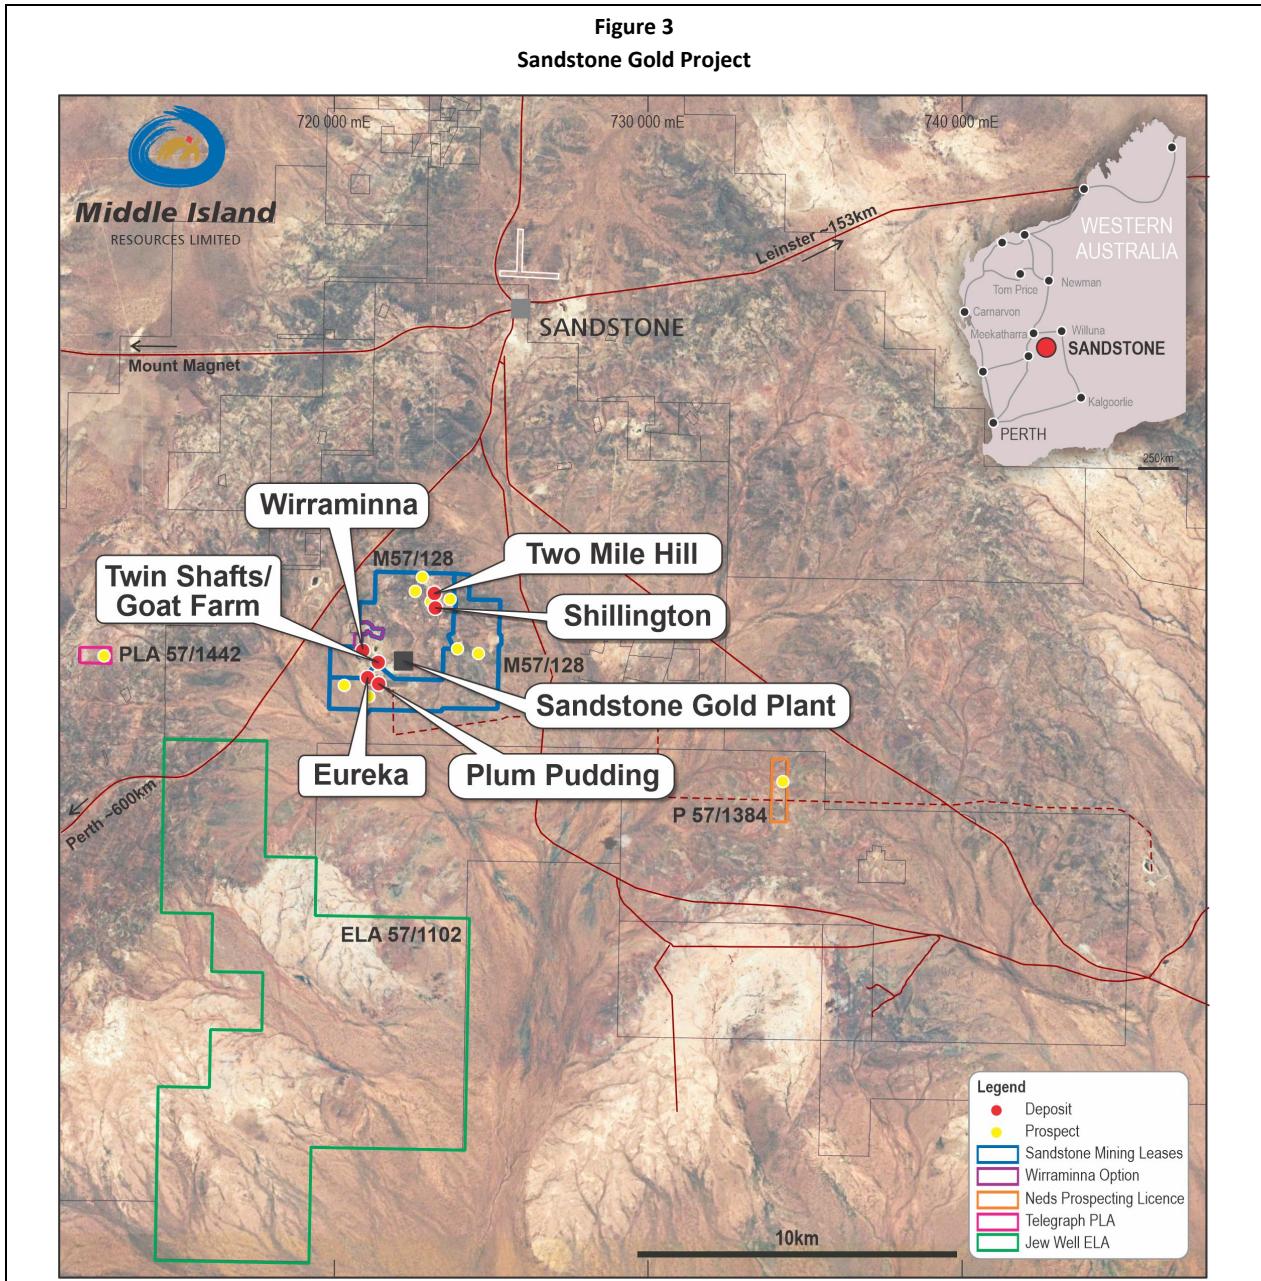 Figure 3
Sandstone Gold Project
720 000 mE
730 000 mE
740 000 mE
Middle Island
RESOURCES LIMITED
WESTERN
AUSTRALIA
Tom Price
Newman
Carnarvon
Meekatharra
Willuna
SANDSTONE
Kalgoorlie
PERTH
250km
Leinster ~153km
SANDSTONE
Mount Magnet
Wirraminna
M57/128
Two Mile Hill
Twin Shafts/
Goat Farm
Shillington
PLA 57/1442
M57/128
Sandstone Gold Plant
Eureka
Plum Pudding
Perth ~600km
P 57/1384
ELA 57/1102
10km
Legend
Deposit
Prospect
Sandstone Mining Leases
Wirraminna Option
Neds Prospecting Licence
Telegraph PLA
Jew Well ELA